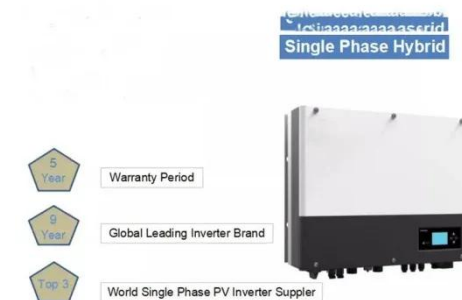 Single Phase Hybrid
5
Year
Warranty Period
9
Year
Global Leading Inverter Brand
Top 3
World Single Phase PV Inverter Suppler